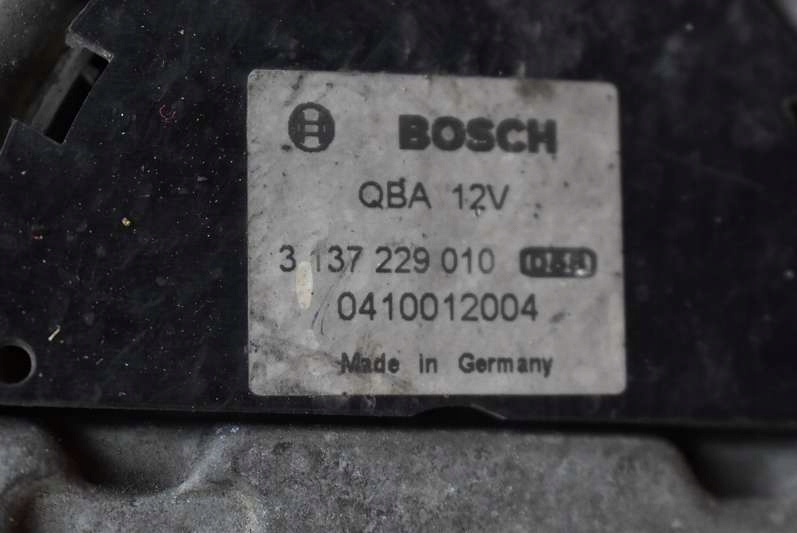 BOSCH
QBA 12V
3 137 229 010
0410012004
Made in Germany